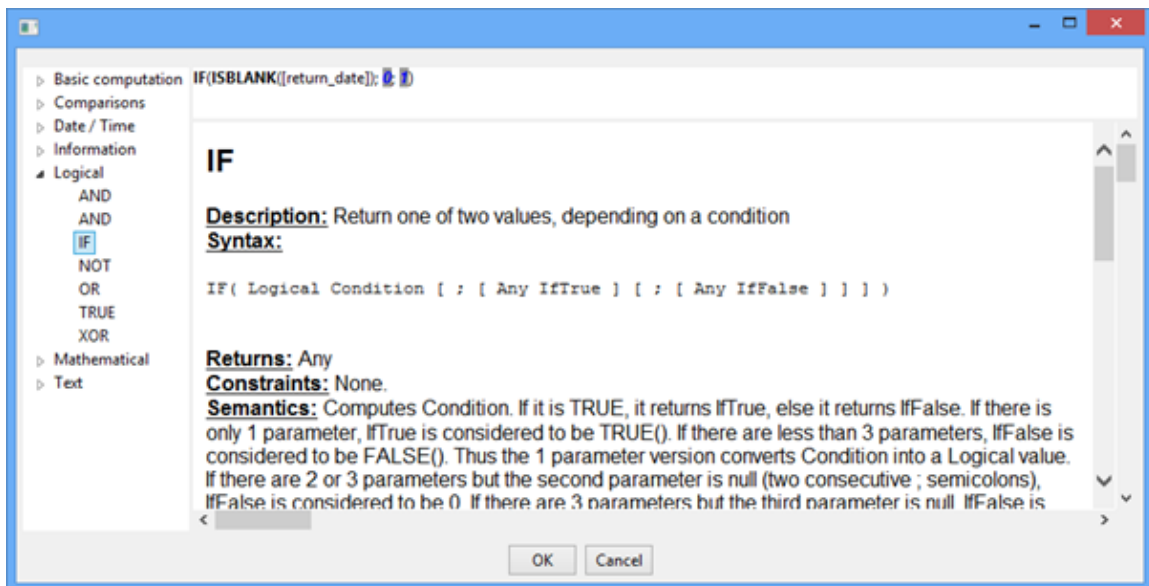 IF(ISBLANK([return_date]); 0; 1)
Basic computation
Comparisons
Date / Time
Information
Logical
AND
AND
IF
NOT
OR
TRUE
XOR
Mathematical
Text
IF
Description: Return one of two values, depending on a condition
Syntax:
IF( Logical Condition [ ; [ Any IfTrue ] [ ; [ Any IfFalse ] ] ] )
Returns: Any
Constraints: None.
Semantics: Computes Condition. If it is TRUE, it returns IfTrue, else it returns IfFalse. If there is
only 1 parameter, IfTrue is considered to be TRUE(). If there are less than 3 parameters, IfFalse is
considered to be FALSE(). Thus the 1 parameter version converts Condition into a Logical value.
If there are 2 or 3 parameters but the second parameter is null (two consecutive ; semicolons),
IfFalse is considered to be 0. If there are 3 parameters but the third parameter is null, IfFalse is
OK
Cancel